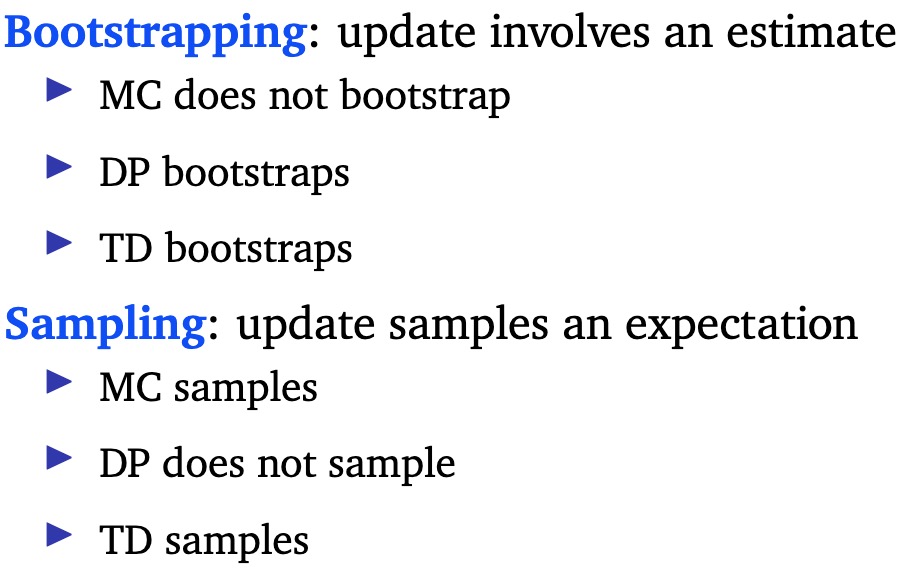 Bootstrapping: update involves an estimate
MC does not bootstrap
DP bootstraps
TD bootstraps
Sampling: update samples an expectation
MC samples
DP does not sample
TD samples